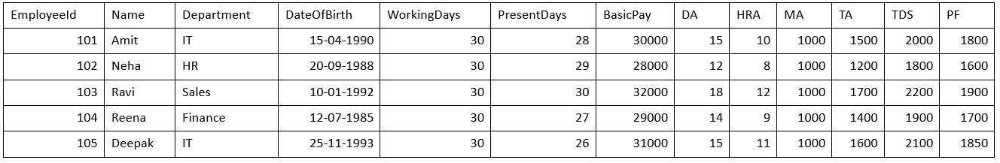 EmployeeId Name Department DateOfBirth WorkingDays PresentDays BasicPay DA HRA MA TA TDS PF
101 Amit IT 15-04-1990 30 28 30000 15 10 1000 1500 2000 1800
102 Neha HR 20-09-1988 30 29 28000 12 8 1000 1200 1800 1600
103 Ravi Sales 10-01-1992 30 30 32000 18 12 1000 1700 2200 1900
104 Reena Finance 12-07-1985 30 27 29000 14 9 1000 1400 1900 1700
105 Deepak IT 25-11-1993 30 26 31000 15 11 1000 1600 2100 1850